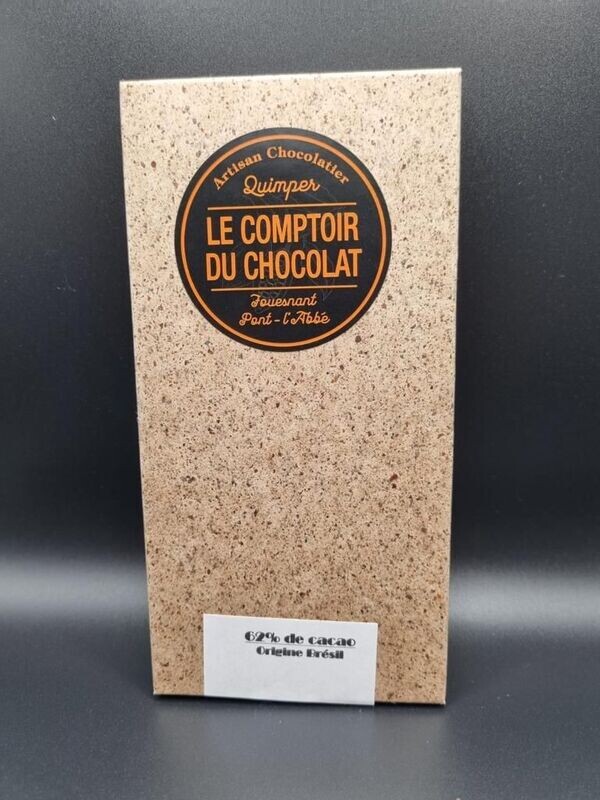 Artisan Chocolatier
Quimper
LE COMPTOIR
DU CHOCOLAT
Fouesnant
Pont-l'Abbé
62% de cacao
Origine Brésil